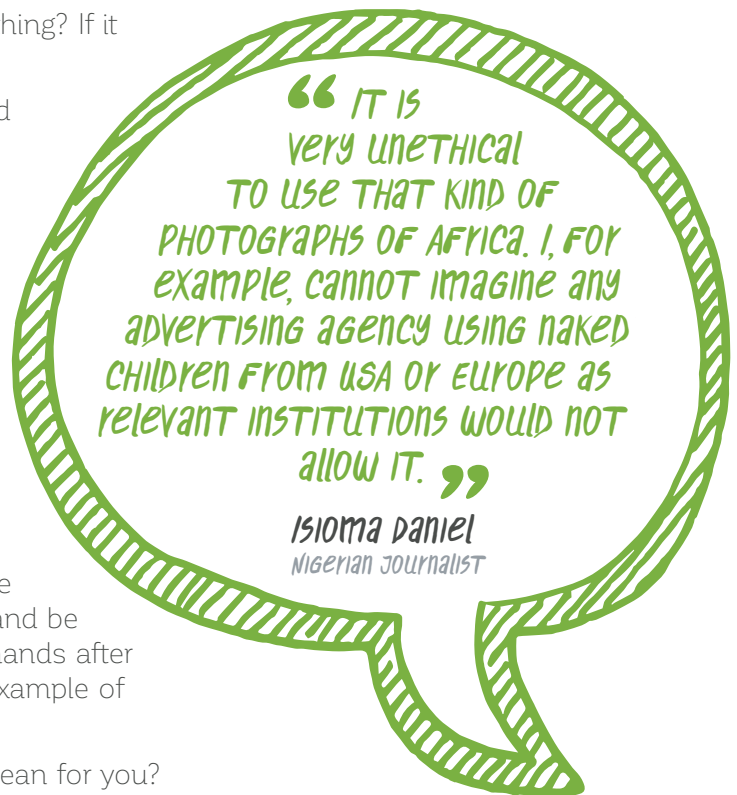 hing? If it
d
“ IT IS
VERY UNETHICAL
TO USE THAT KIND OF
PHOTOGRAPHS OF AFRICA. I, FOR
EXAMPLE, CANNOT IMAGINE ANY
ADVERTISING AGENCY USING NAKED
CHILDREN FROM USA OR EUROPE AS
RELEVANT INSTITUTIONS WOULD NOT
ALLOW IT. ”
ISIOMA DANIEL
NIGERIAN JOURNALIST
e
and be
ands after
xample of
ean for you?